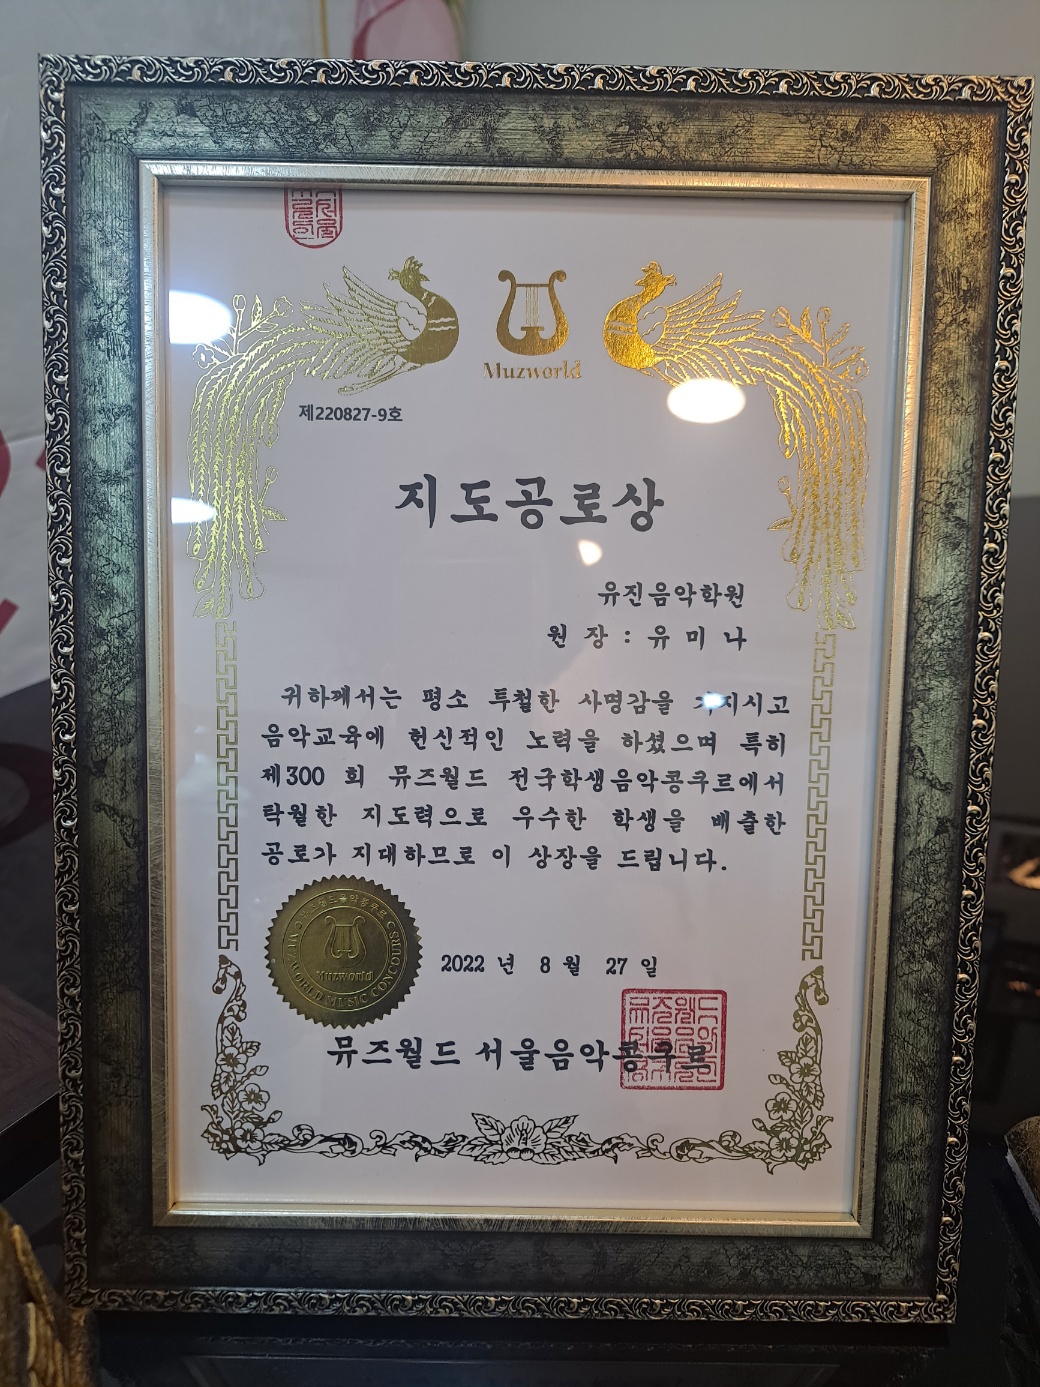 Muzworld
제220827-9호
지도공로상
유진음악학원
원 장 : 유 미 나
귀하께서는 평소 투철한 사명감을 가지시고
음악교육에 헌신적인 노력을 하셨으며 특히
제300 회 뮤즈월드 전국학생음악콩쿠르에서
탁월한 지도력으로 우수한 학생을 배출한
공로가 지대하므로 이 상장을 드립니다.
Muzworld
MUZWORLD MUSIC CONCOURS
2022 년 8 월 27 일
뮤즈월드 서울음악콩쿠르